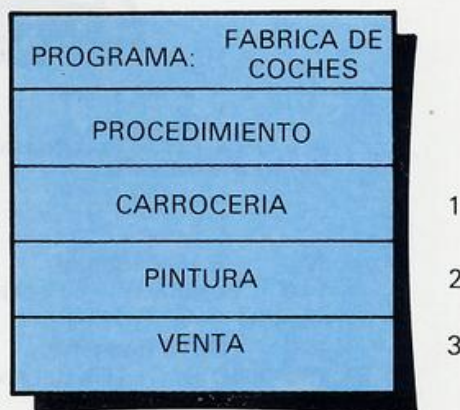 PROGRAMA: FABRICA DE
COCHES
PROCEDIMIENTO
CARROCERIA 1
PINTURA 2
VENTA 3